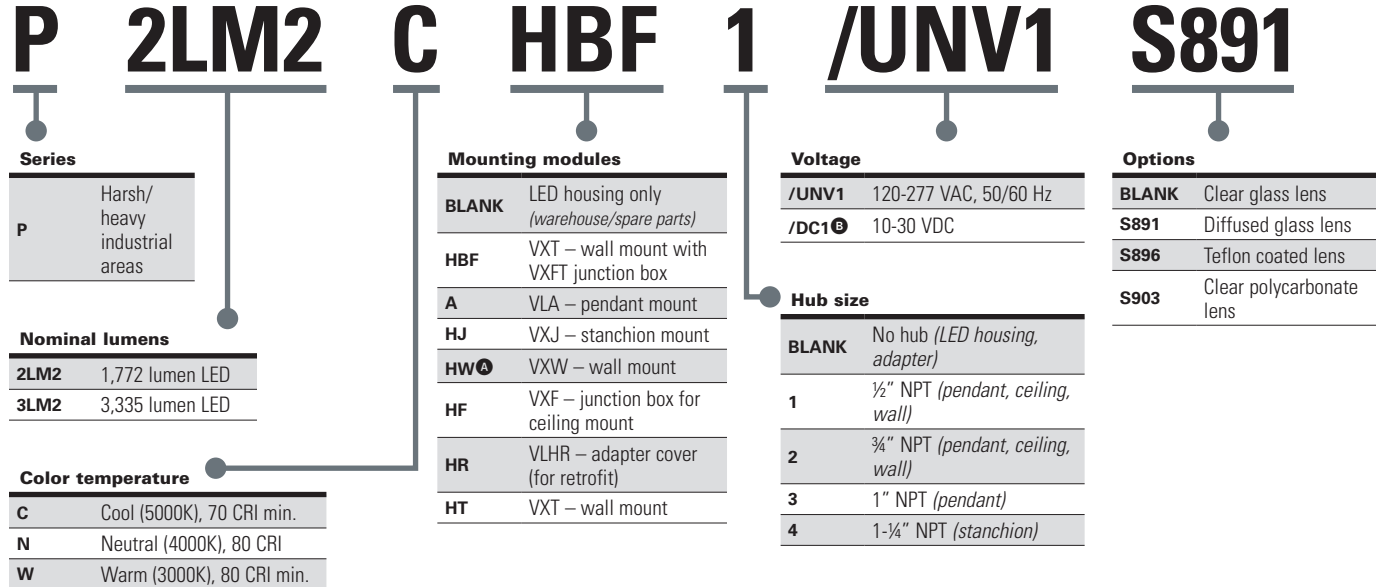 P 2LM2 C HBF 1 /UNV1 S891
Series
P Harsh/
heavy
industrial
areas
Nominal lumens
2LM2 1,772 lumen LED
3LM2 3,335 lumen LED
Color temperature
C Cool (5000K), 70 CRI min.
N Neutral (4000K), 80 CRI
W Warm (3000K), 80 CRI min.
Mounting modules
BLANK LED housing only
(warehouse/spare parts)
HBF VXT – wall mount with
VXFT junction box
A VLA – pendant mount
HJ VXJ – stanchion mount
HWⒶ VXW – wall mount
HF VXF – junction box for
ceiling mount
HR VLHR – adapter cover
(for retrofit)
HT VXT – wall mount
Voltage
/UNV1 120-277 VAC, 50/60 Hz
/DC1Ⓑ 10-30 VDC
Hub size
BLANK No hub (LED housing,
adapter)
1 ½" NPT (pendant, ceiling,
wall)
2 ¾" NPT (pendant, ceiling,
wall)
3 1" NPT (pendant)
4 1-¼" NPT (stanchion)
Options
BLANK Clear glass lens
S891 Diffused glass lens
S896 Teflon coated lens
S903 Clear polycarbonate
lens